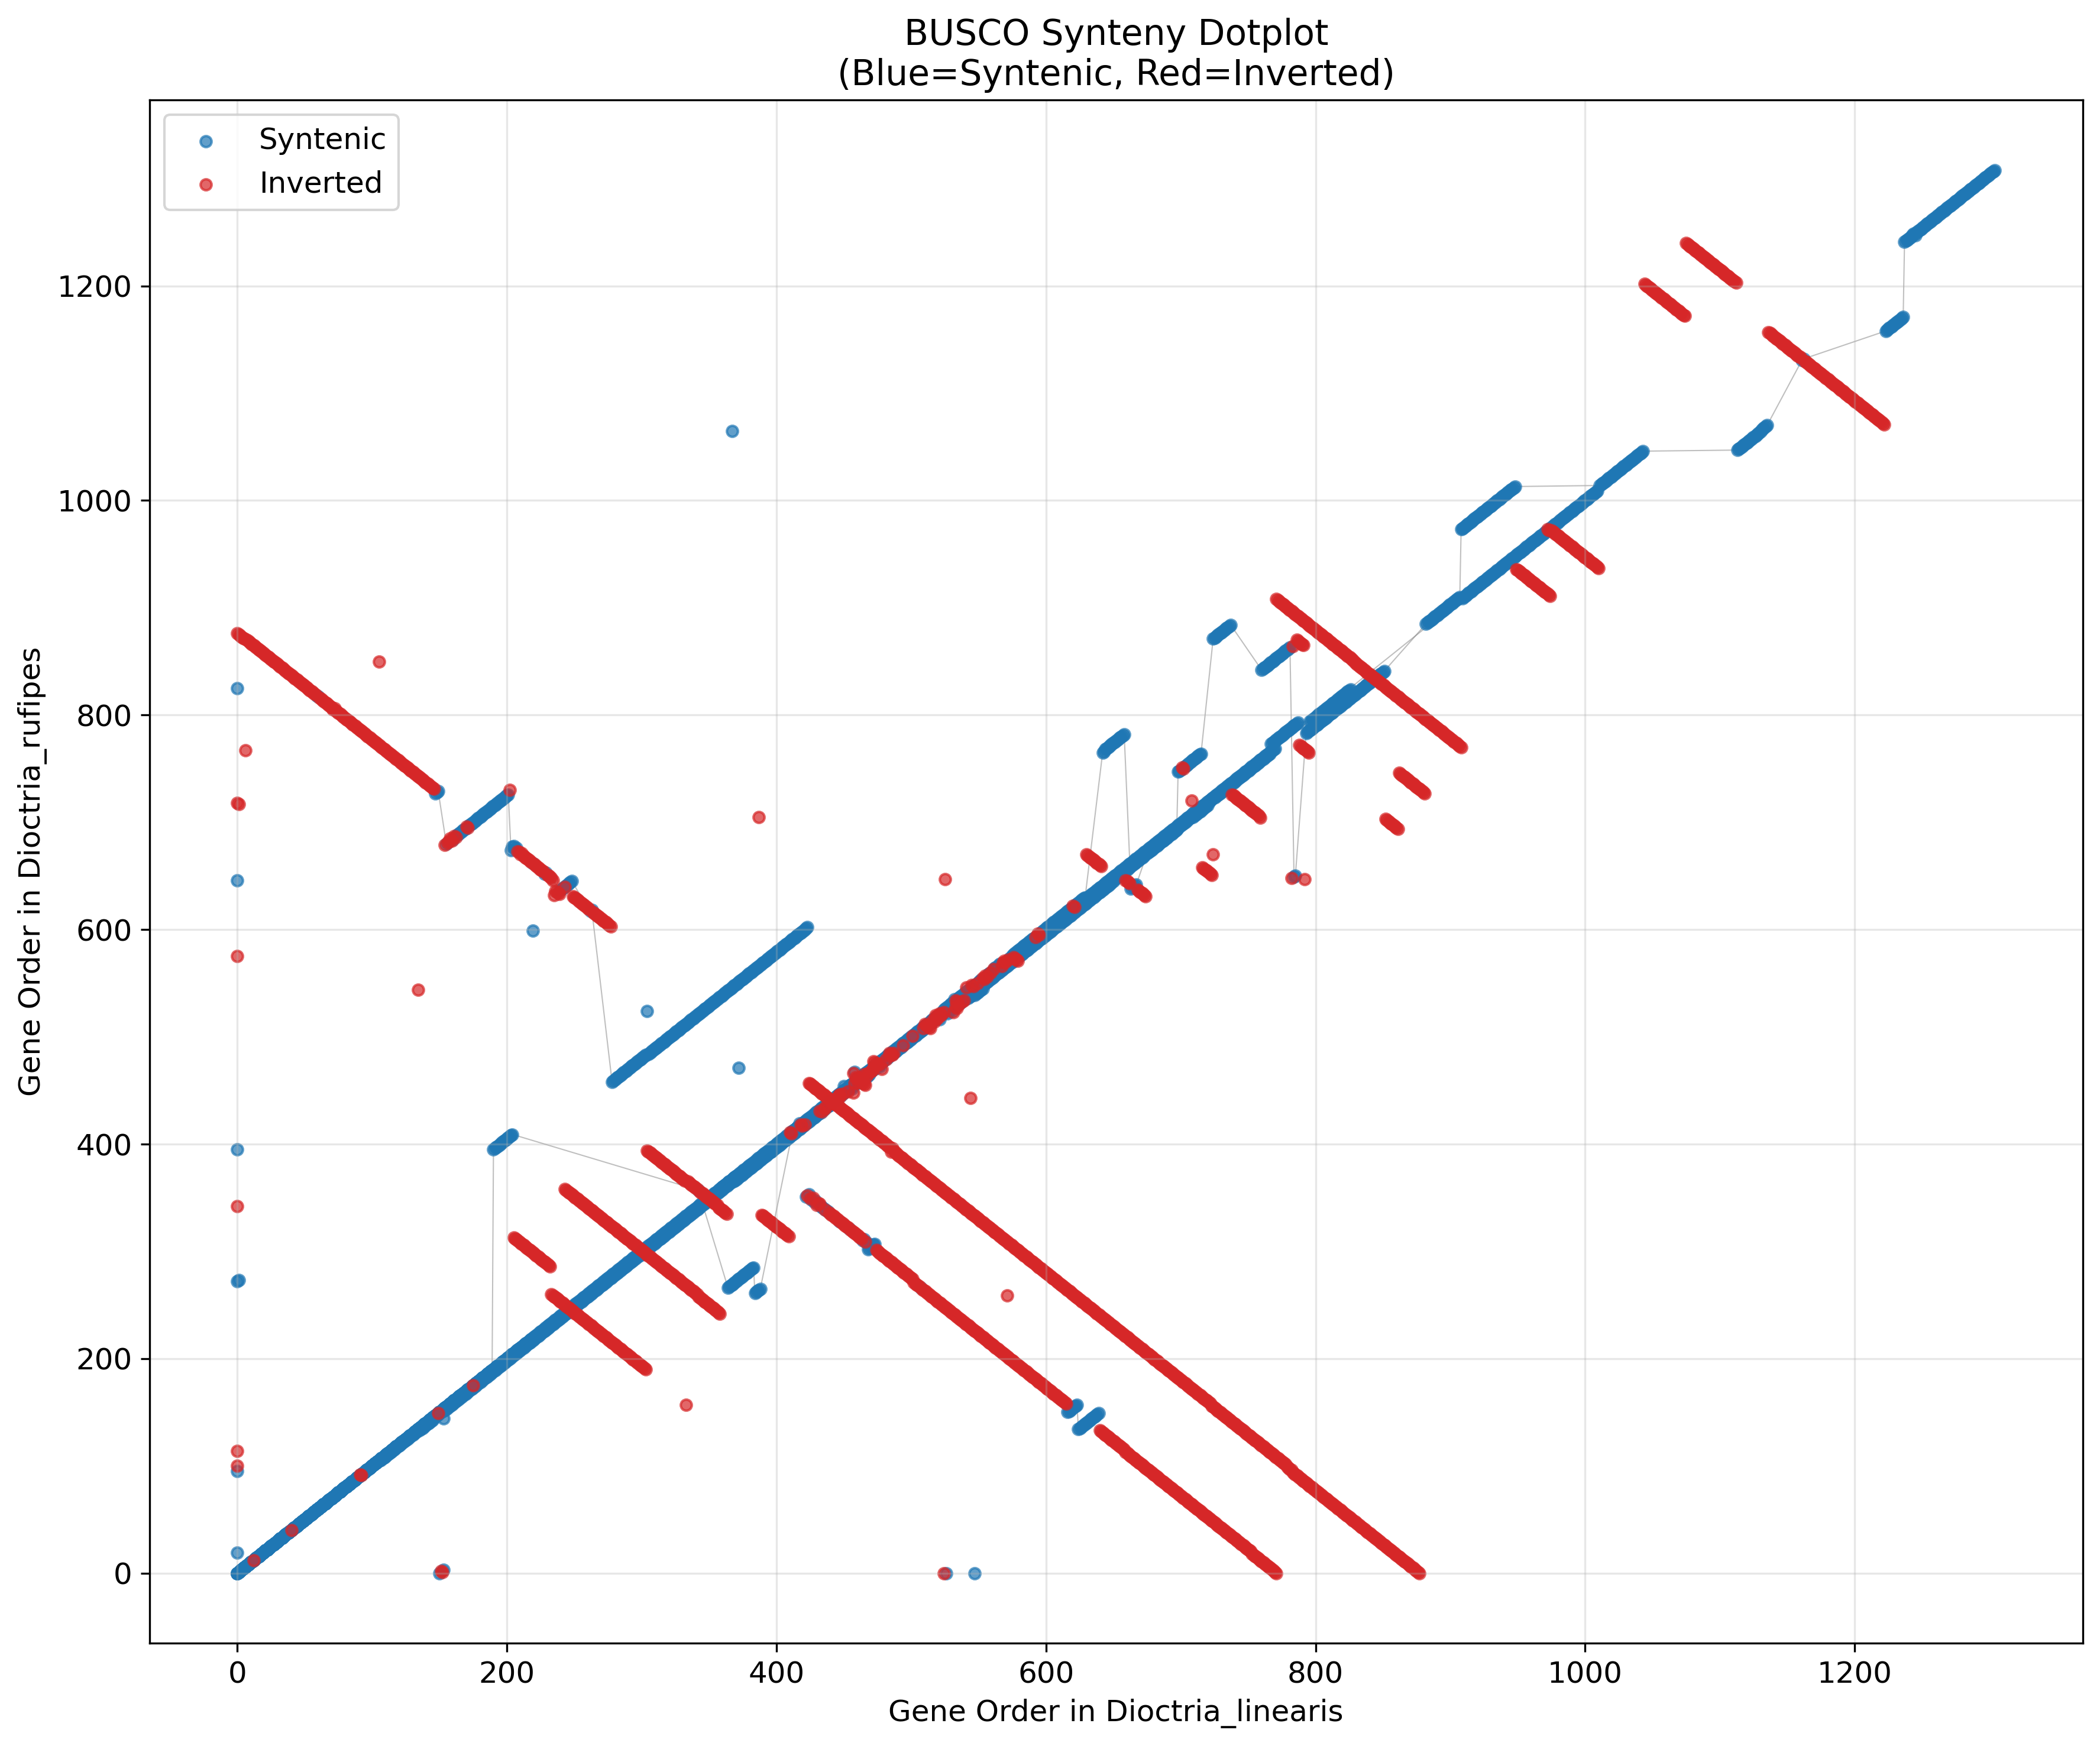 BUSCO Synteny Dotplot
(Blue=Syntenic, Red=Inverted)
Syntenic
Inverted
1200
1000
800
600
400
200
0
Gene Order in Dioctria_rufipes
0 200 400 600 800 1000 1200
Gene Order in Dioctria_linearis